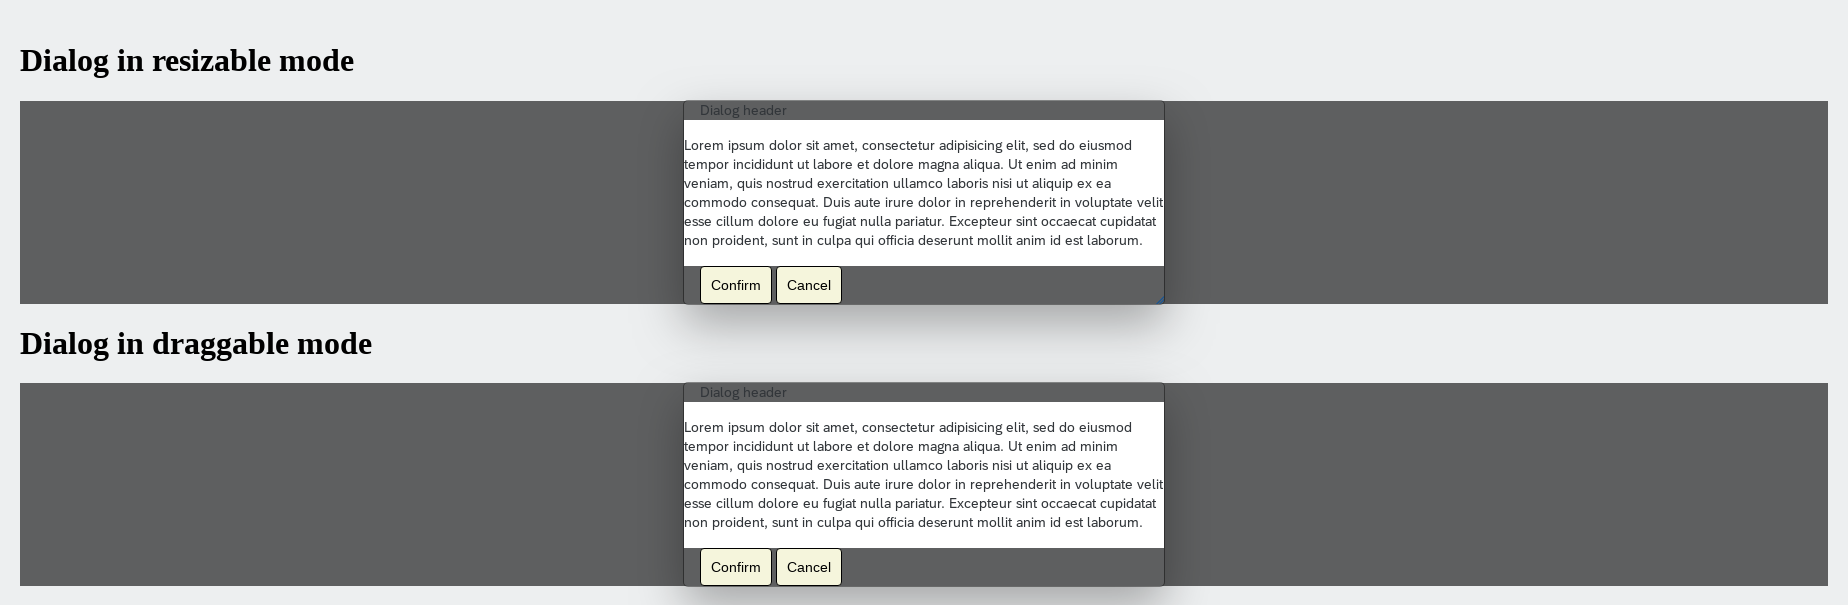 Dialog in resizable mode
Dialog header
Lorem ipsum dolor sit amet, consectetur adipisicing elit, sed do eiusmod
tempor incididunt ut labore et dolore magna aliqua. Ut enim ad minim
veniam, quis nostrud exercitation ullamco laboris nisi ut aliquip ex ea
commodo consequat. Duis aute irure dolor in reprehenderit in voluptate velit
esse cillum dolore eu fugiat nulla pariatur. Excepteur sint occaecat cupidatat
non proident, sunt in culpa qui officia deserunt mollit anim id est laborum.
Confirm Cancel
Dialog in draggable mode
Dialog header
Lorem ipsum dolor sit amet, consectetur adipisicing elit, sed do eiusmod
tempor incididunt ut labore et dolore magna aliqua. Ut enim ad minim
veniam, quis nostrud exercitation ullamco laboris nisi ut aliquip ex ea
commodo consequat. Duis aute irure dolor in reprehenderit in voluptate velit
esse cillum dolore eu fugiat nulla pariatur. Excepteur sint occaecat cupidatat
non proident, sunt in culpa qui officia deserunt mollit anim id est laborum.
Confirm Cancel